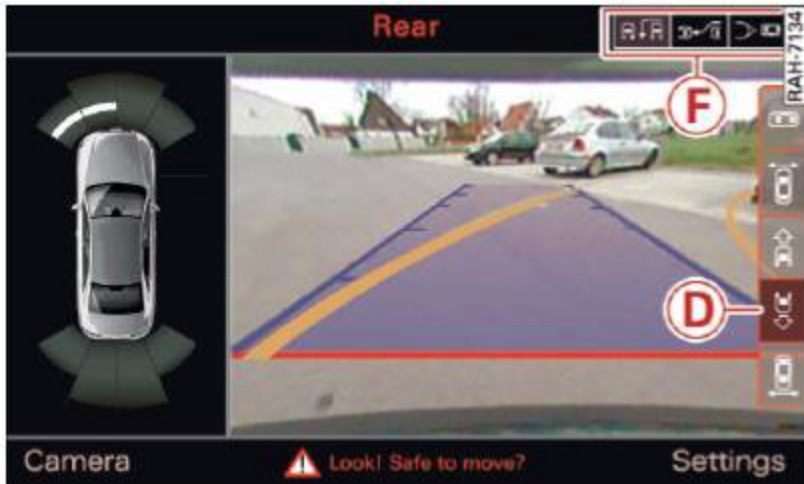 Rear
RAH-7134
F
D
Camera
Look! Safe to move?
Settings